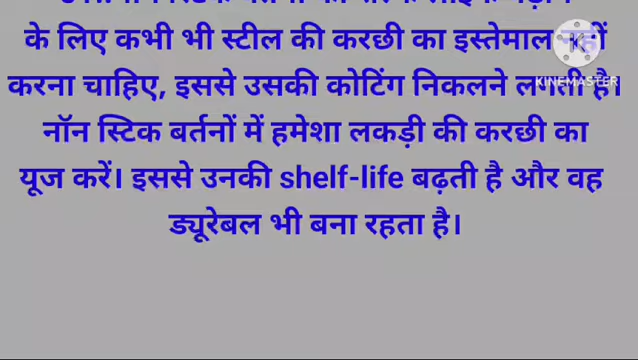 के लिए कभी भी स्टील की करछी का इस्तेमाल नहीं
करना चाहिए, इससे उसकी कोटिंग निकलने लगती है।
नॉन स्टिक बर्तनों में हमेशा लकड़ी की करछी का
यूज करें। इससे उनकी shelf-life बढ़ती है और वह
ड्यूरेबल भी बना रहता है।
KINEMASTER